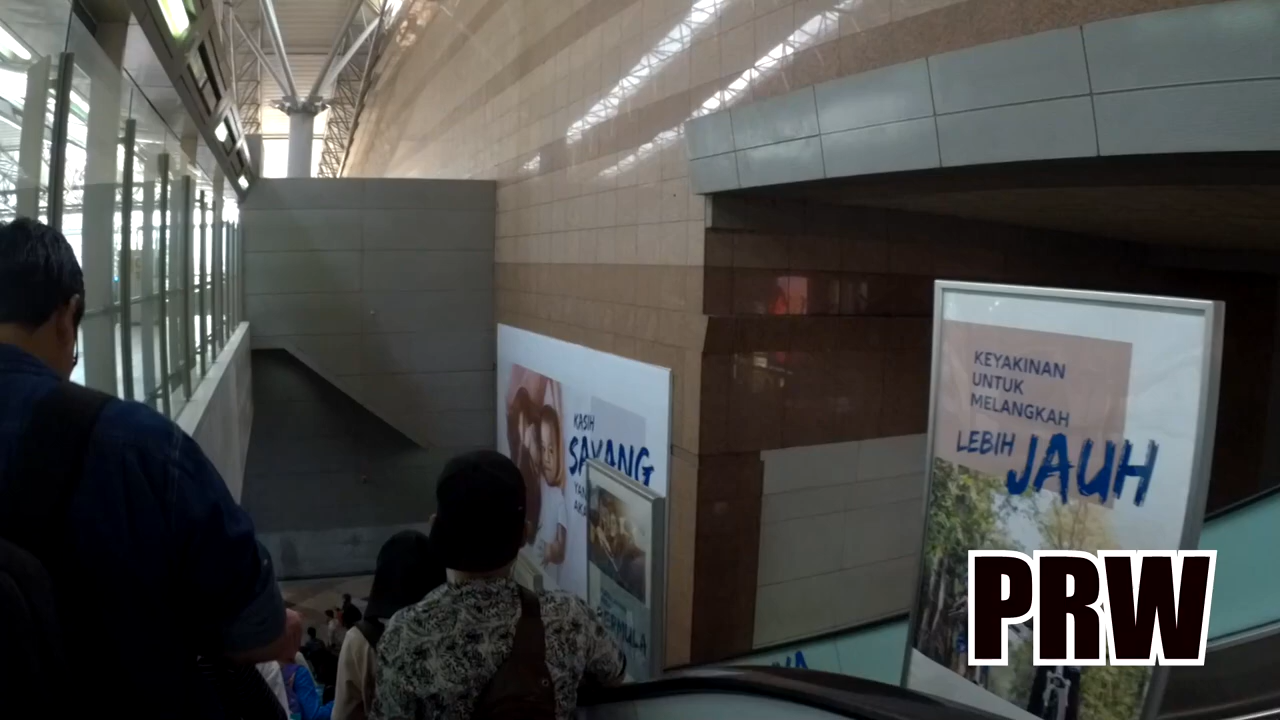 KASIH
SAYANG
KEYAKINAN
UNTUK
MELANGKAH
LEBIH JAUH
PRW